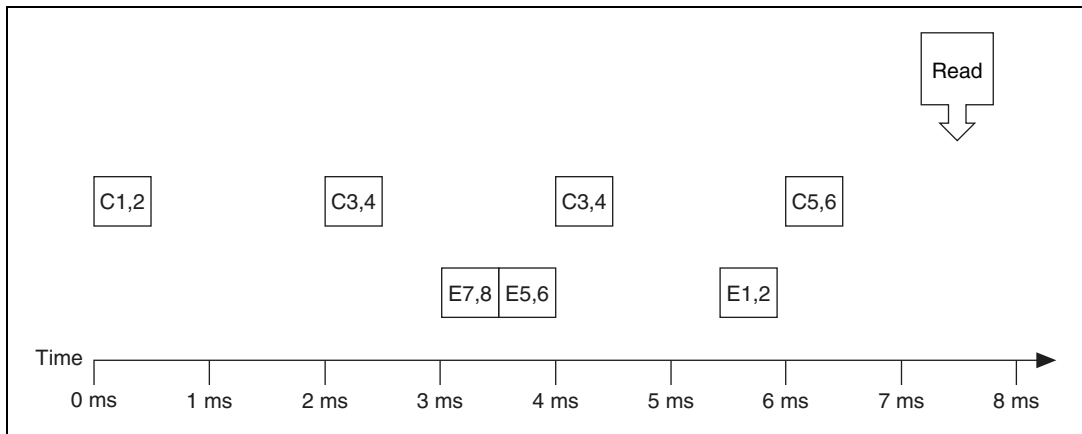 Read
C1,2 C3,4 C3,4 C5,6
E7,8 E5,6 E1,2
Time
0 ms 1 ms 2 ms 3 ms 4 ms 5 ms 6 ms 7 ms 8 ms